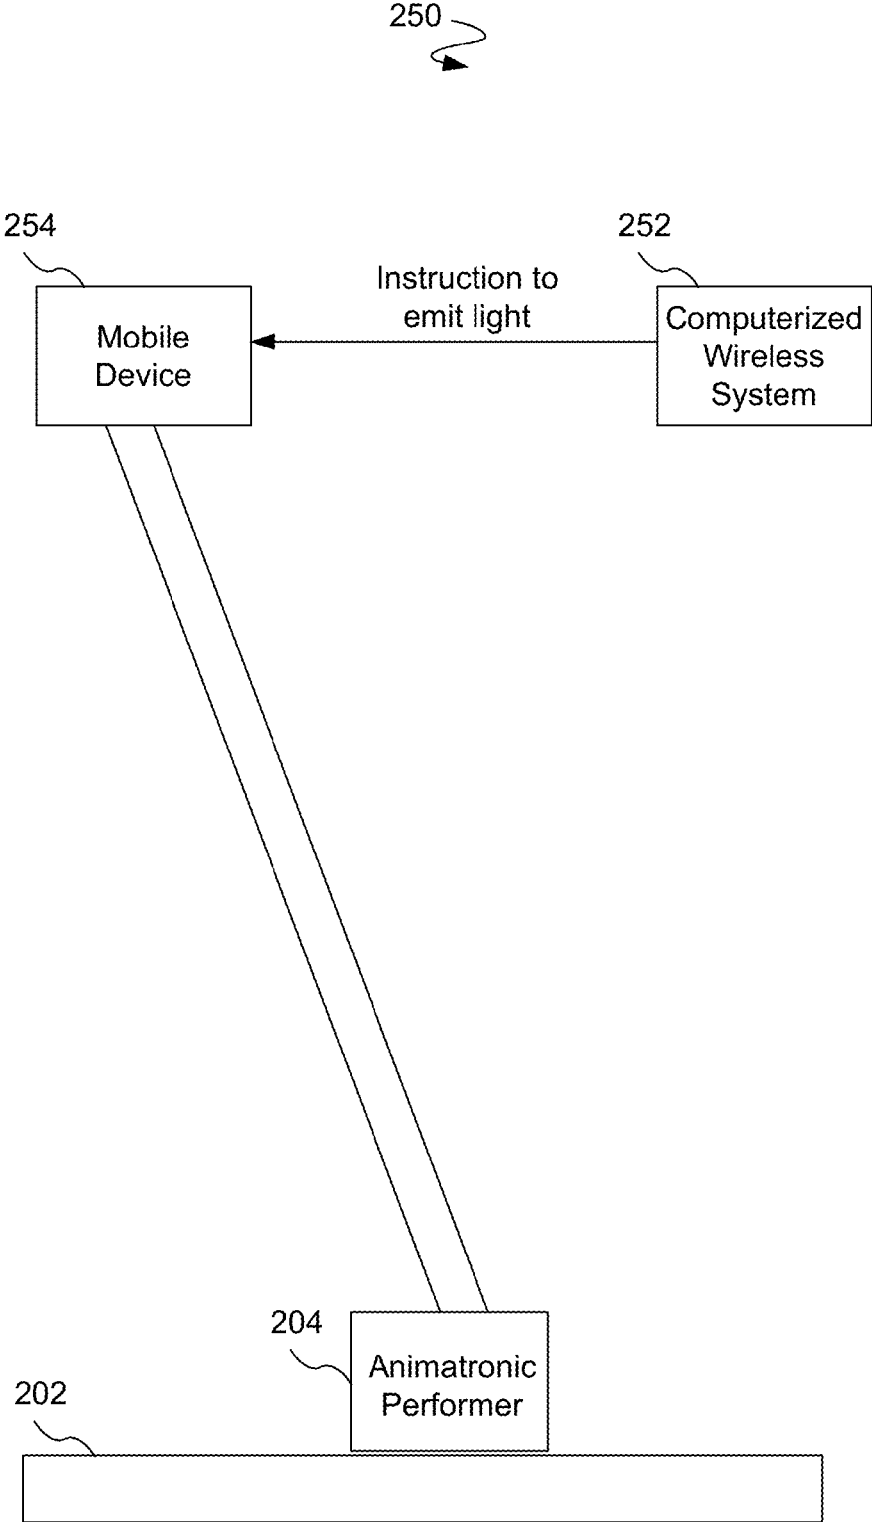 250
254
252
Instruction to
emit light
Mobile
Device
Computerized
Wireless
System
204
Animatronic
Performer
202